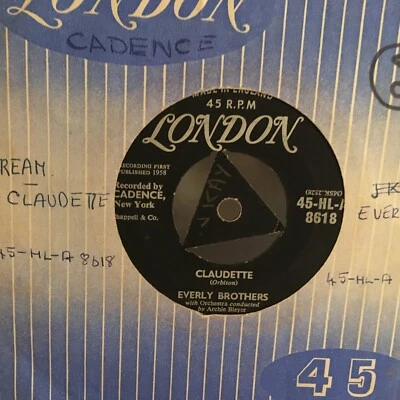 LONDON
CADENCE
MADE IN ENGLAND
45 R.P.M
LONDON
RECORDING FIRST
PUBLISHED 1958
Recorded by
CADENCE,
New York
Chappell & Co.
KAY
45-HL-A
8618
CLAUDETTE
(Orbison)
EVERLY BROTHERS
with Orchestra conducted
by Archie Bleyer
REAM
CLAUDETTE
45-HL-A 8618
EVER
45-HL-A
45